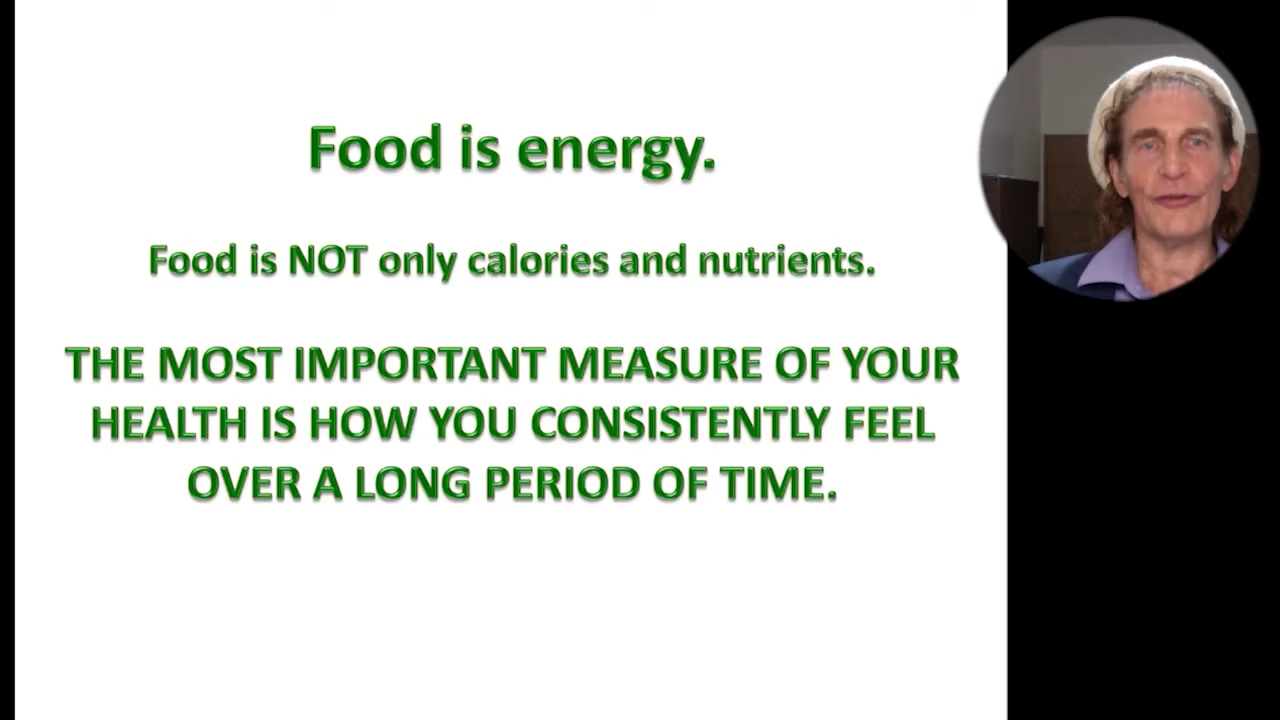 Food is energy.
Food is NOT only calories and nutrients.
THE MOST IMPORTANT MEASURE OF YOUR
HEALTH IS HOW YOU CONSISTENTLY FEEL
OVER A LONG PERIOD OF TIME.